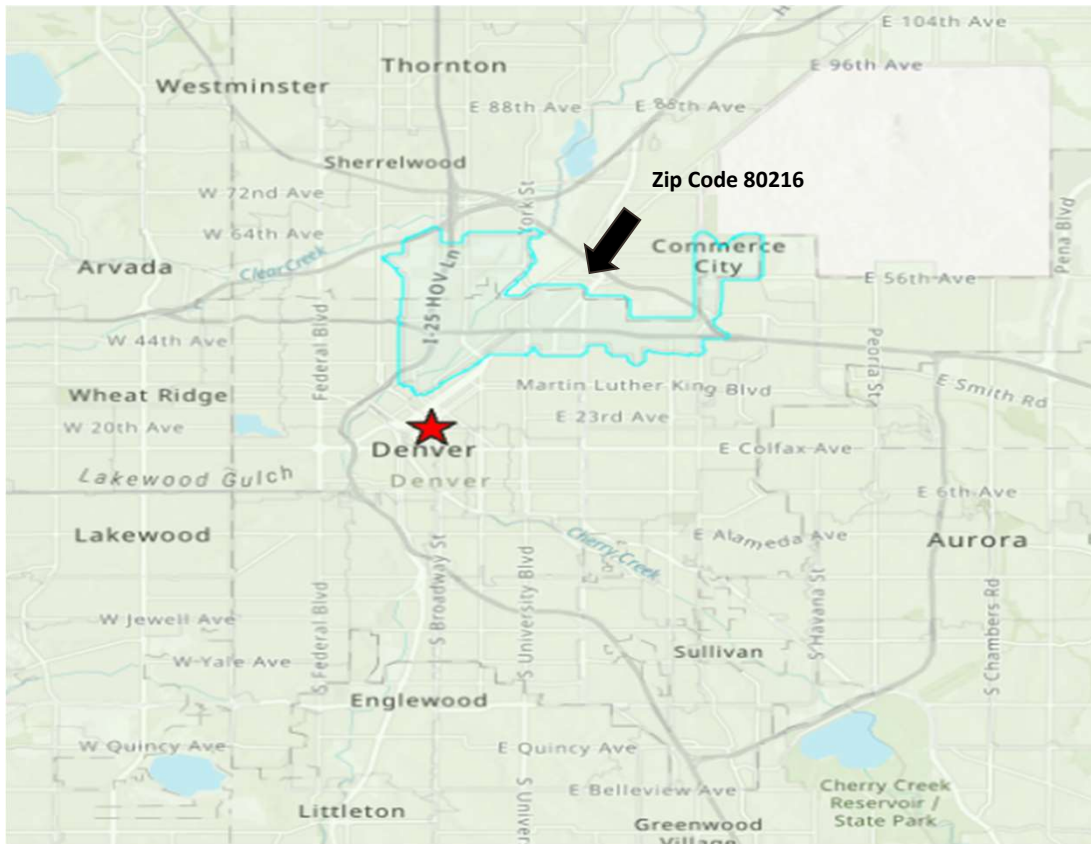 E 104th Ave
Thornton
E 96th Ave
Westminster
E 88th Ave
E 88th Ave
Sherrelwood
Zip Code 80216
W 72nd Ave
York St
W 64th Ave
Commerce
City
Pena Blvd
Arvada
Clear Creek
E 56th Ave
I-25 HOV Ln
W 44th Ave
Federal Blvd
Peoria St
Wheat Ridge
Martin Luther King Blvd
E Smith Rd
W 20th Ave
E 23rd Ave
Denver
E Colfax Ave
Lakewood Gulch
Denver
E 6th Ave
Lakewood
E Alameda Ave
Aurora
Cherry Creek
S Federal Blvd
S Broadway St
S University Blvd
S Havana St
S Chambers Rd
W Jewell Ave
Sullivan
W Yale Ave
Englewood
W Quincy Ave
E Quincy Ave
S Univer
E Belleview Ave
Cherry Creek
Reservoir /
State Park
Littleton
Greenwood
Village